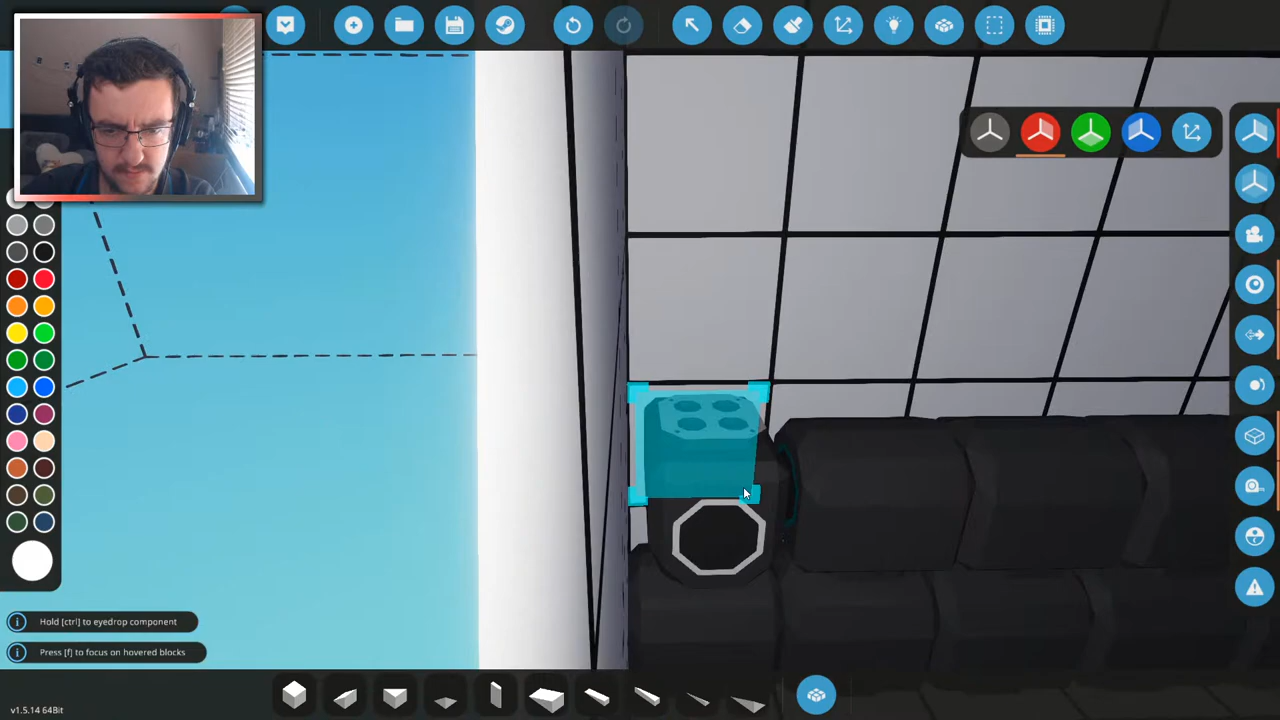 Hold [ctrl] to eyedrop component
Press [f] to focus on hovered blocks
v1.5.14 64Bit